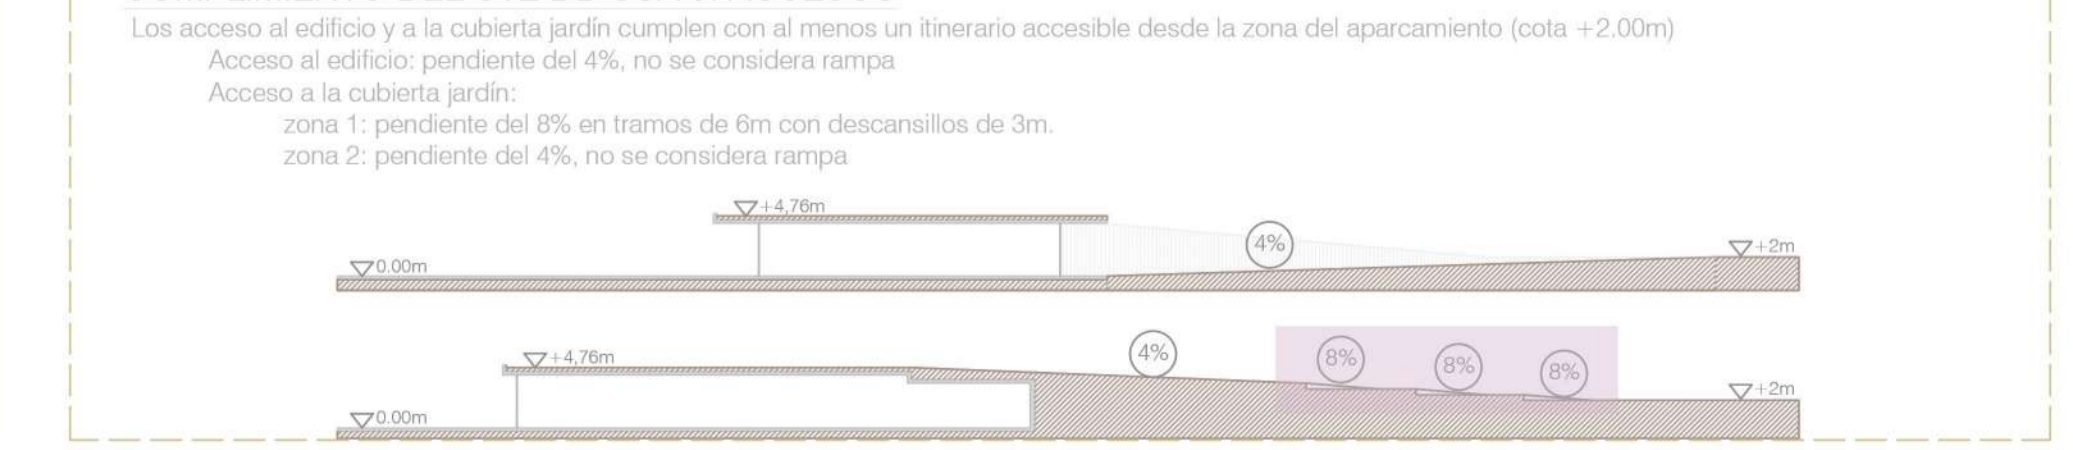 Los acceso al edificio y a la cubierta jardín cumplen con al menos un itinerario accesible desde la zona del aparcamiento (cota +2.00m)
Acceso al edificio: pendiente del 4%, no se considera rampa
Acceso a la cubierta jardín:
zona 1: pendiente del 8% en tramos de 6m con descansillos de 3m.
zona 2: pendiente del 4%, no se considera rampa
+4,76m
4%
+2m
0.00m
+4,76m
4%
8%
8%
8%
+2m
0.00m